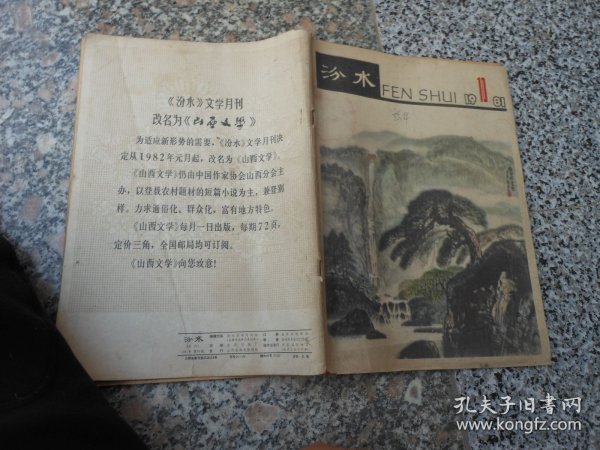 《汾水》文学月刊
改名为《山西文学》
为适应新形势的需要,《汾水》文学月刊决
定从1982年元月起,改名为《山西文学》。
《山西文学》仍由中国作家协会山西分会主
办,以登载农村题材的短篇小说为主,兼登别
样。力求通俗化、群众化,富有地方特色。
《山西文学》每月一日出版,每期72页,
定价三角,全国邮局均可订阅。
《山西文学》向您致意!
汾水
汾水
FEN SHUI
11
19 81
孔夫子旧书网
www.kongfz.com